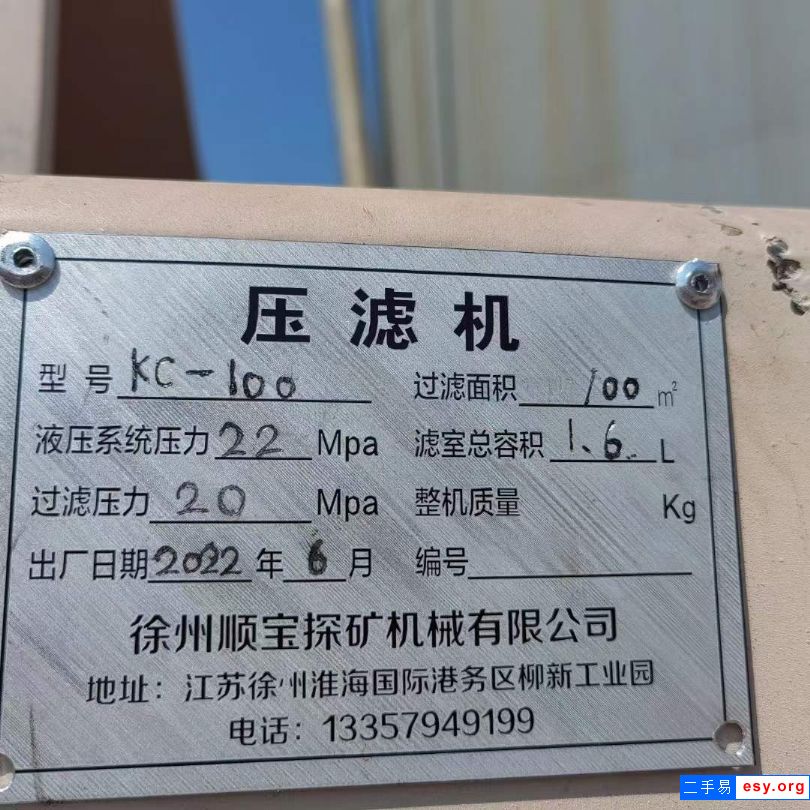 压滤机
型号 KC-100 过滤面积 100 m²
液压系统压力 22 Mpa 滤室总容积 1.6 L
过滤压力 20 Mpa 整机质量 Kg
出厂日期 2022 年 6 月 编号
徐州顺宝探矿机械有限公司
地址：江苏徐州淮海国际港务区柳新工业园
电话：13357949199
二手易 esy.org